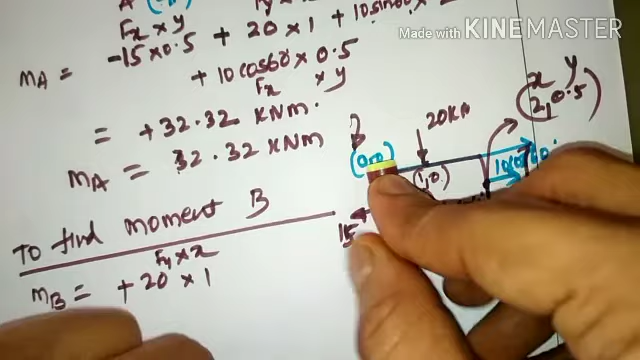 Made with KINEMASTER
A
Fx x y
MA = -15 x 0.5 + 20 x 1 + 10 sin60 x 2
+ 10 cos60 x 0.5
Fx x y
= +32.32 KNM.
MA = 32.32 KNM
x y
(2, 0.5)
20KN
(0,0)
(1,0)
15
To find moment B
Fy x x
MB = + 20 x 1